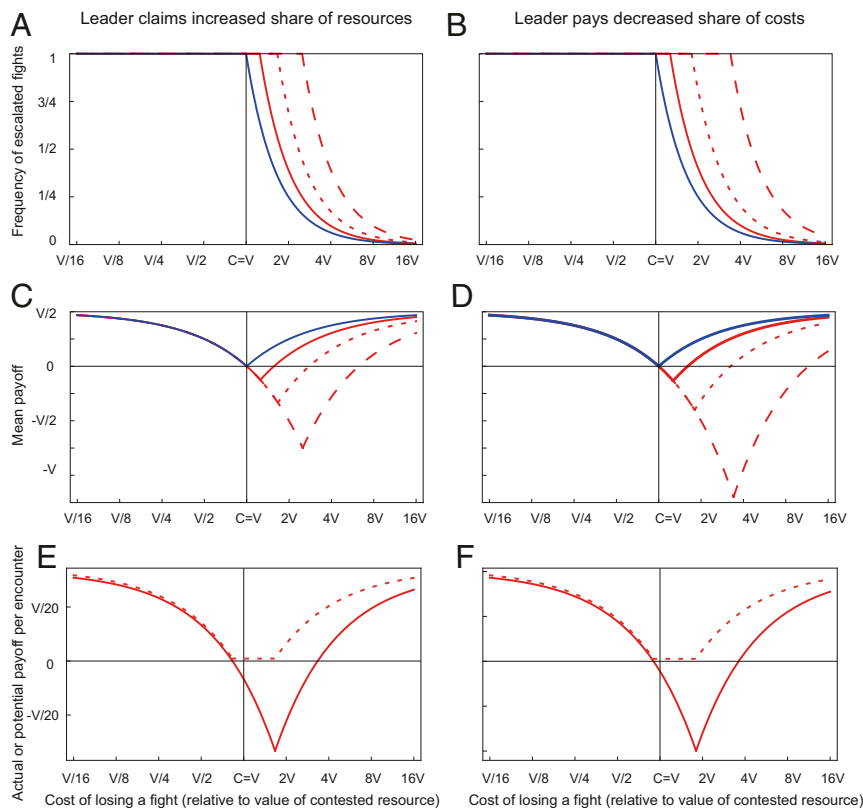 Leader claims increased share of resources
Leader pays decreased share of costs
A
B
Frequency of escalated fights
1
3/4
1/2
1/4
0
V/16 V/8 V/4 V/2 C=V 2V 4V 8V 16V
V/16 V/8 V/4 V/2 C=V 2V 4V 8V 16V
C
D
Mean payoff
V/2
0
-V/2
-V
V/16 V/8 V/4 V/2 C=V 2V 4V 8V 16V
V/16 V/8 V/4 V/2 C=V 2V 4V 8V 16V
E
F
Actual or potential payoff per encounter
V/20
0
-V/20
V/16 V/8 V/4 V/2 C=V 2V 4V 8V 16V
V/16 V/8 V/4 V/2 C=V 2V 4V 8V 16V
Cost of losing a fight (relative to value of contested resource)
Cost of losing a fight (relative to value of contested resource)